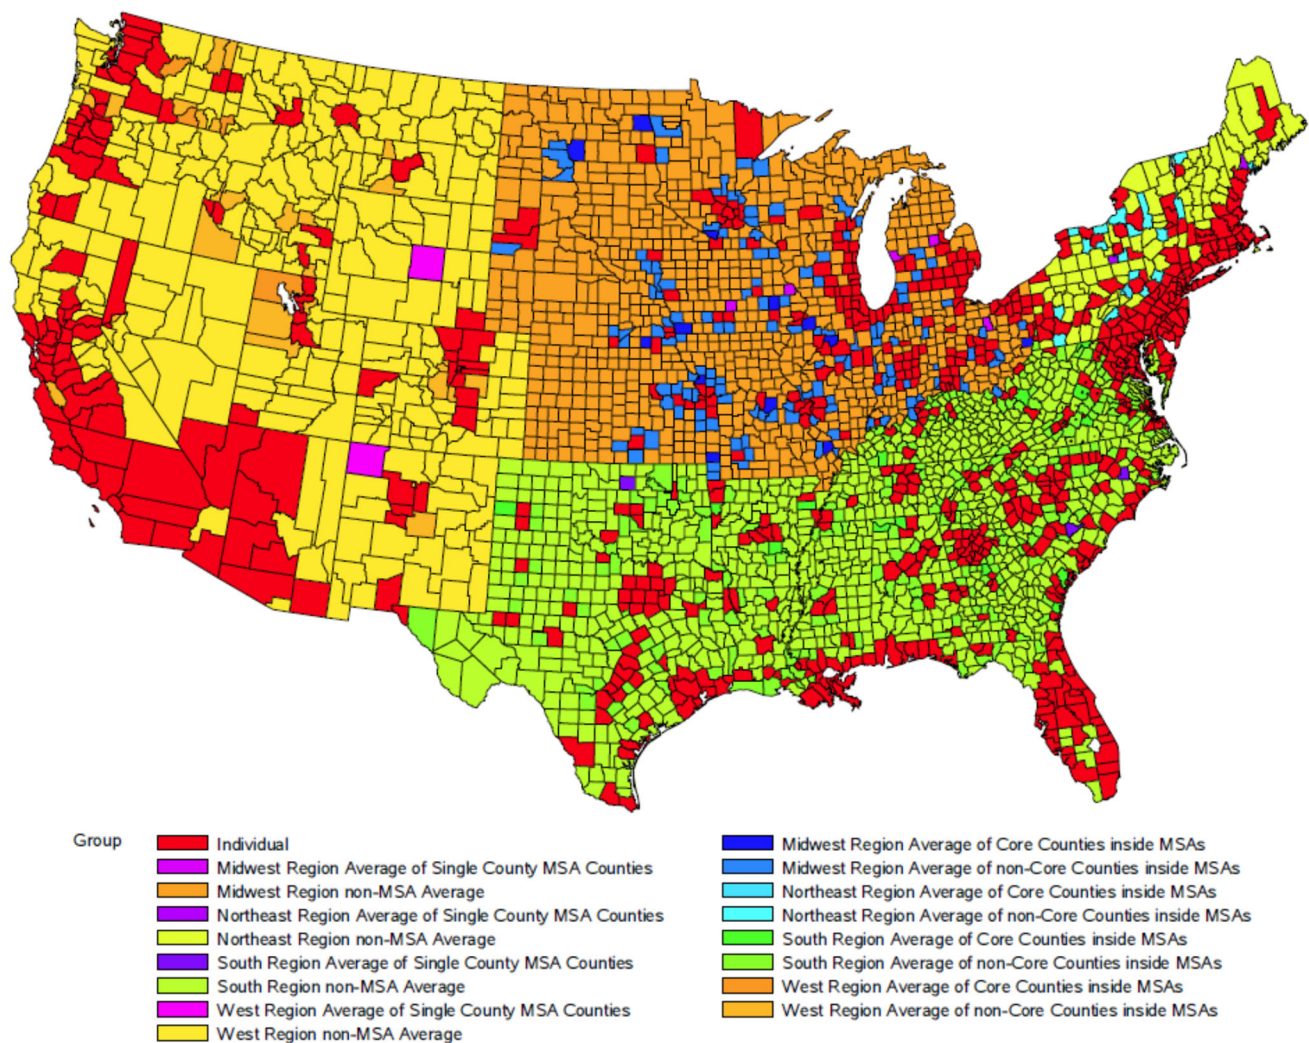 Group
Individual
Midwest Region Average of Single County MSA Counties
Midwest Region non-MSA Average
Northeast Region Average of Single County MSA Counties
Northeast Region non-MSA Average
South Region Average of Single County MSA Counties
South Region non-MSA Average
West Region Average of Single County MSA Counties
West Region non-MSA Average
Midwest Region Average of Core Counties inside MSAs
Midwest Region Average of non-Core Counties inside MSAs
Northeast Region Average of Core Counties inside MSAs
Northeast Region Average of non-Core Counties inside MSAs
South Region Average of Core Counties inside MSAs
South Region Average of non-Core Counties inside MSAs
West Region Average of Core Counties inside MSAs
West Region Average of non-Core Counties inside MSAs